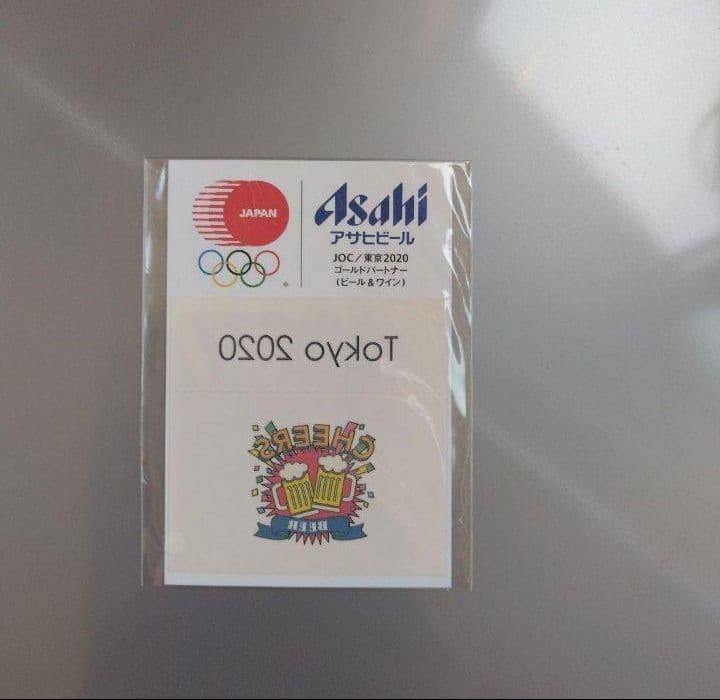 JAPAN
Asahi
アサヒビール
JOC/東京2020
ゴールドパートナー
(ビール&ワイン)
Tokyo 2020
CHEERS